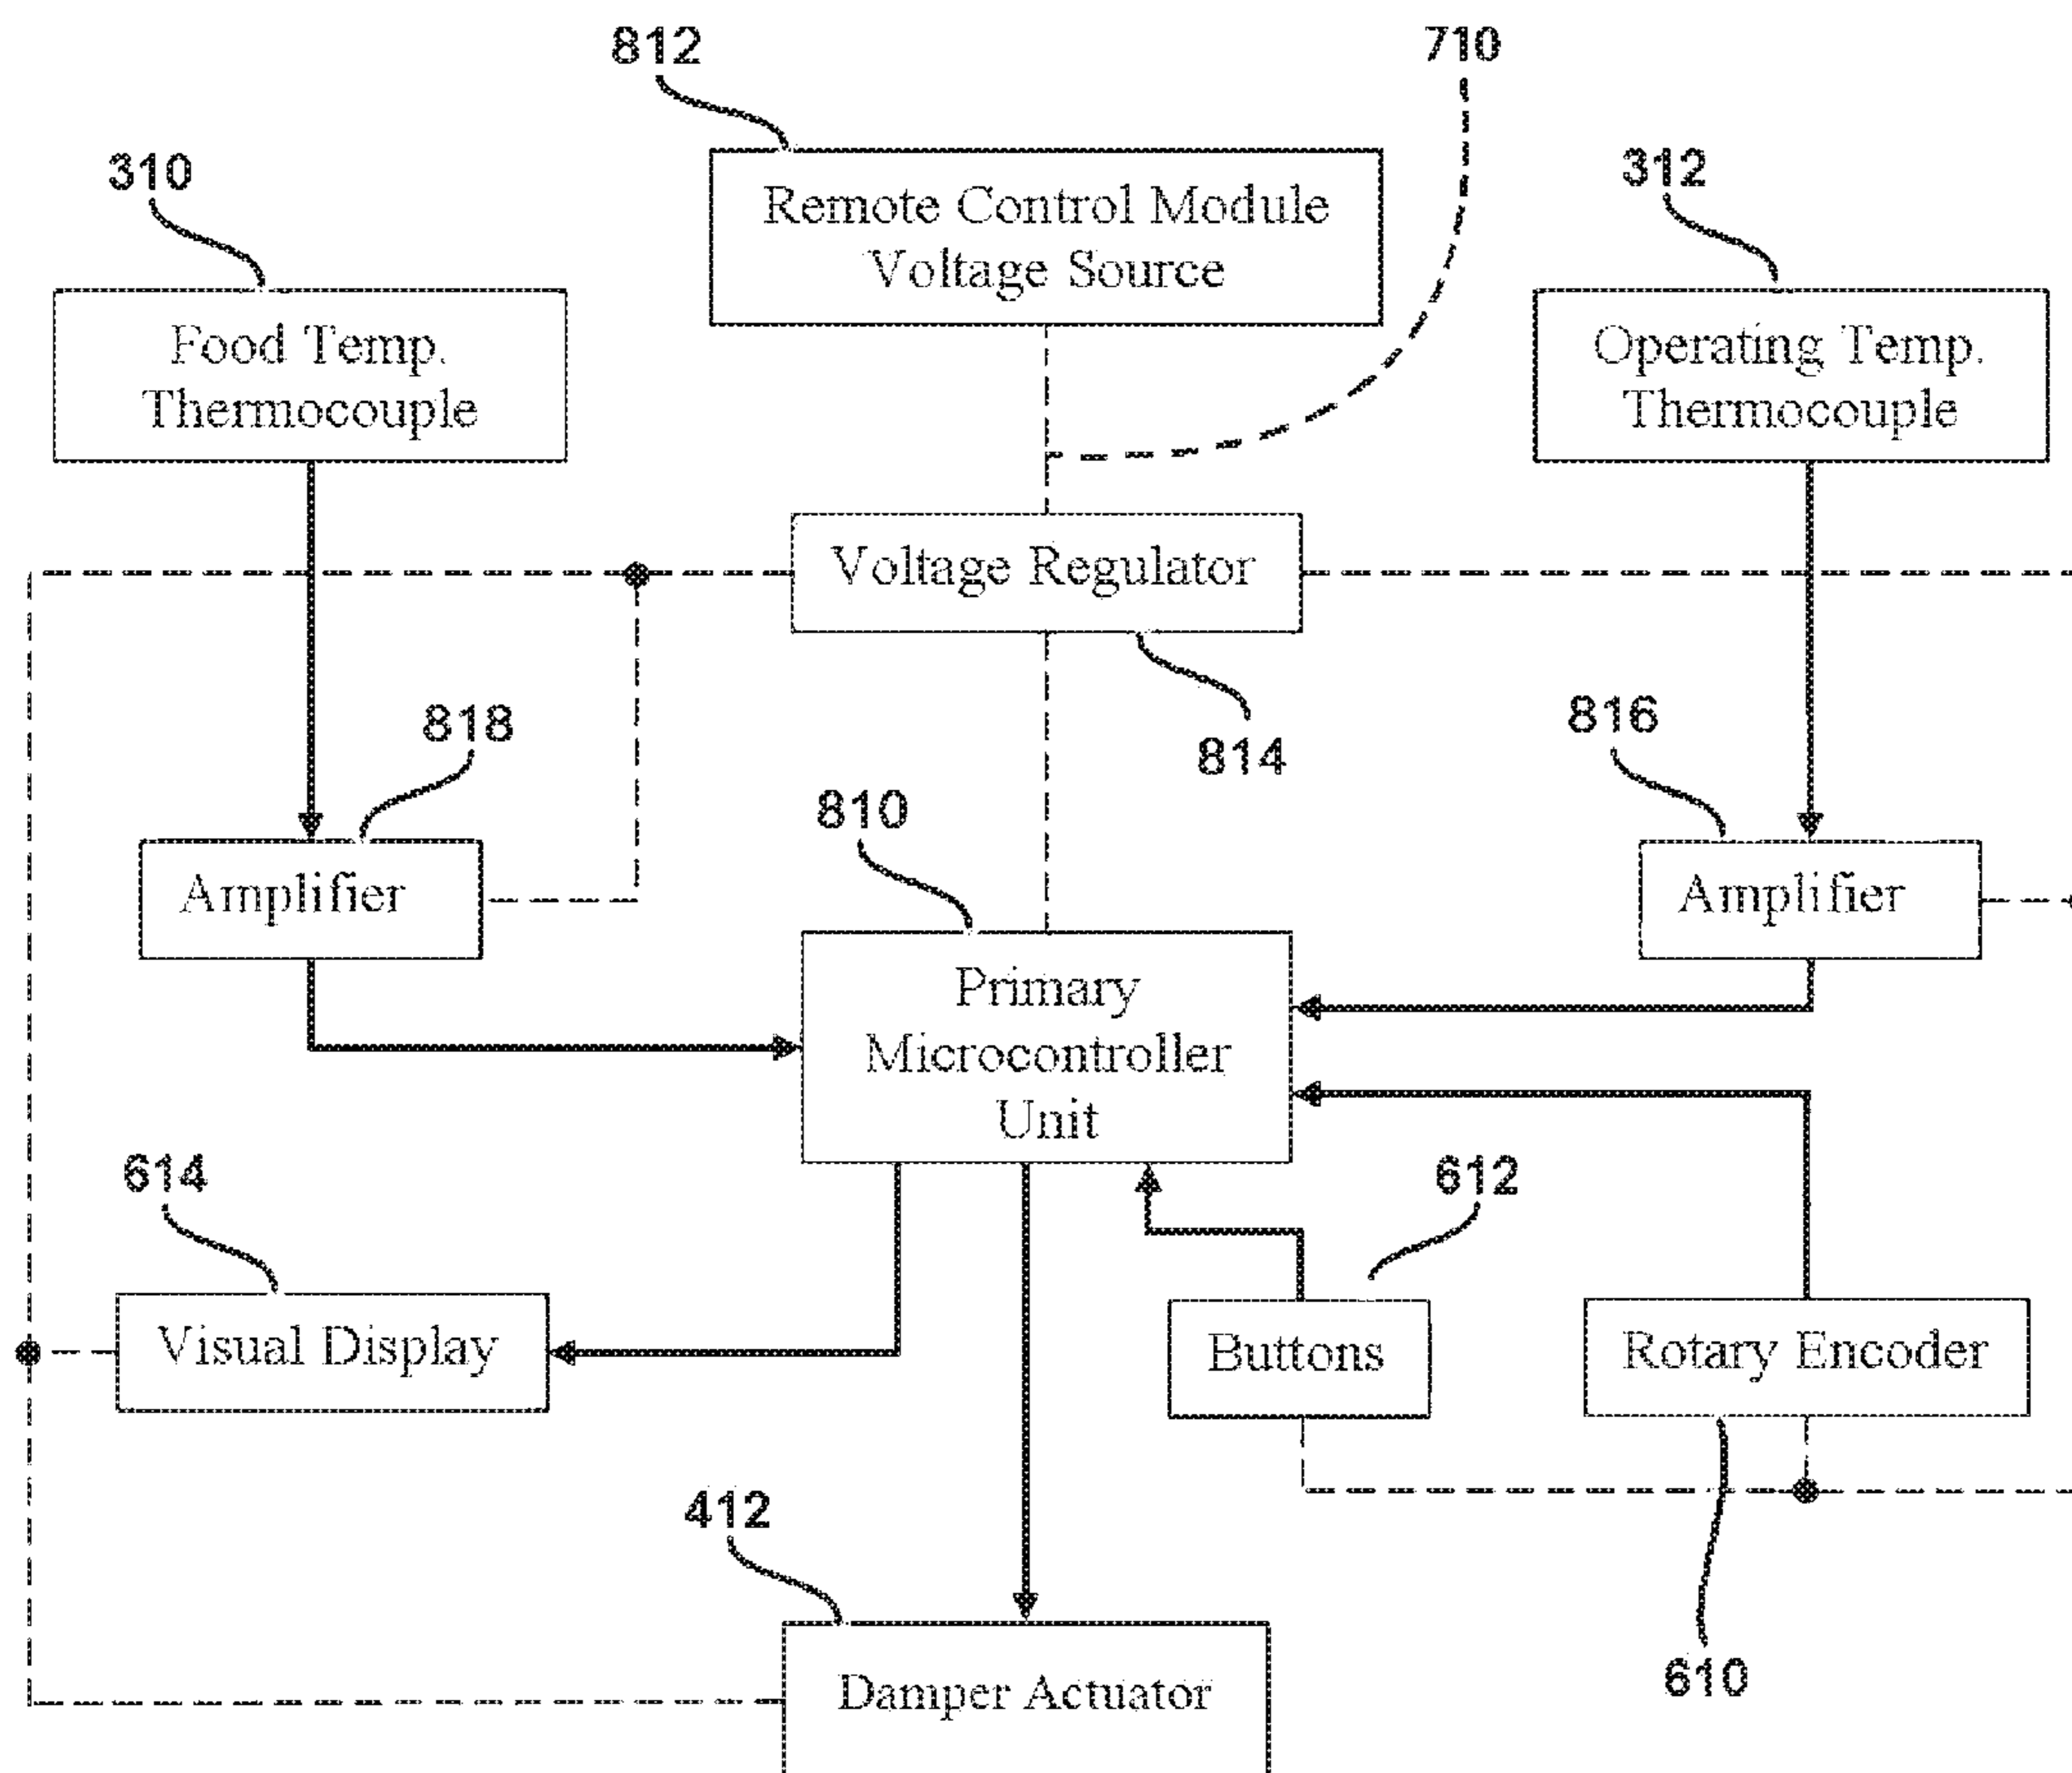 812
710
310
312
Remote Control Module
Voltage Source
Food Temp.
Thermocouple
Operating Temp.
Thermocouple
Voltage Regulator
818
814
816
810
Amplifier
Amplifier
Primary
Microcontroller
Unit
614
612
Visual Display
Buttons
Rotary Encoder
412
610
Damper Actuator